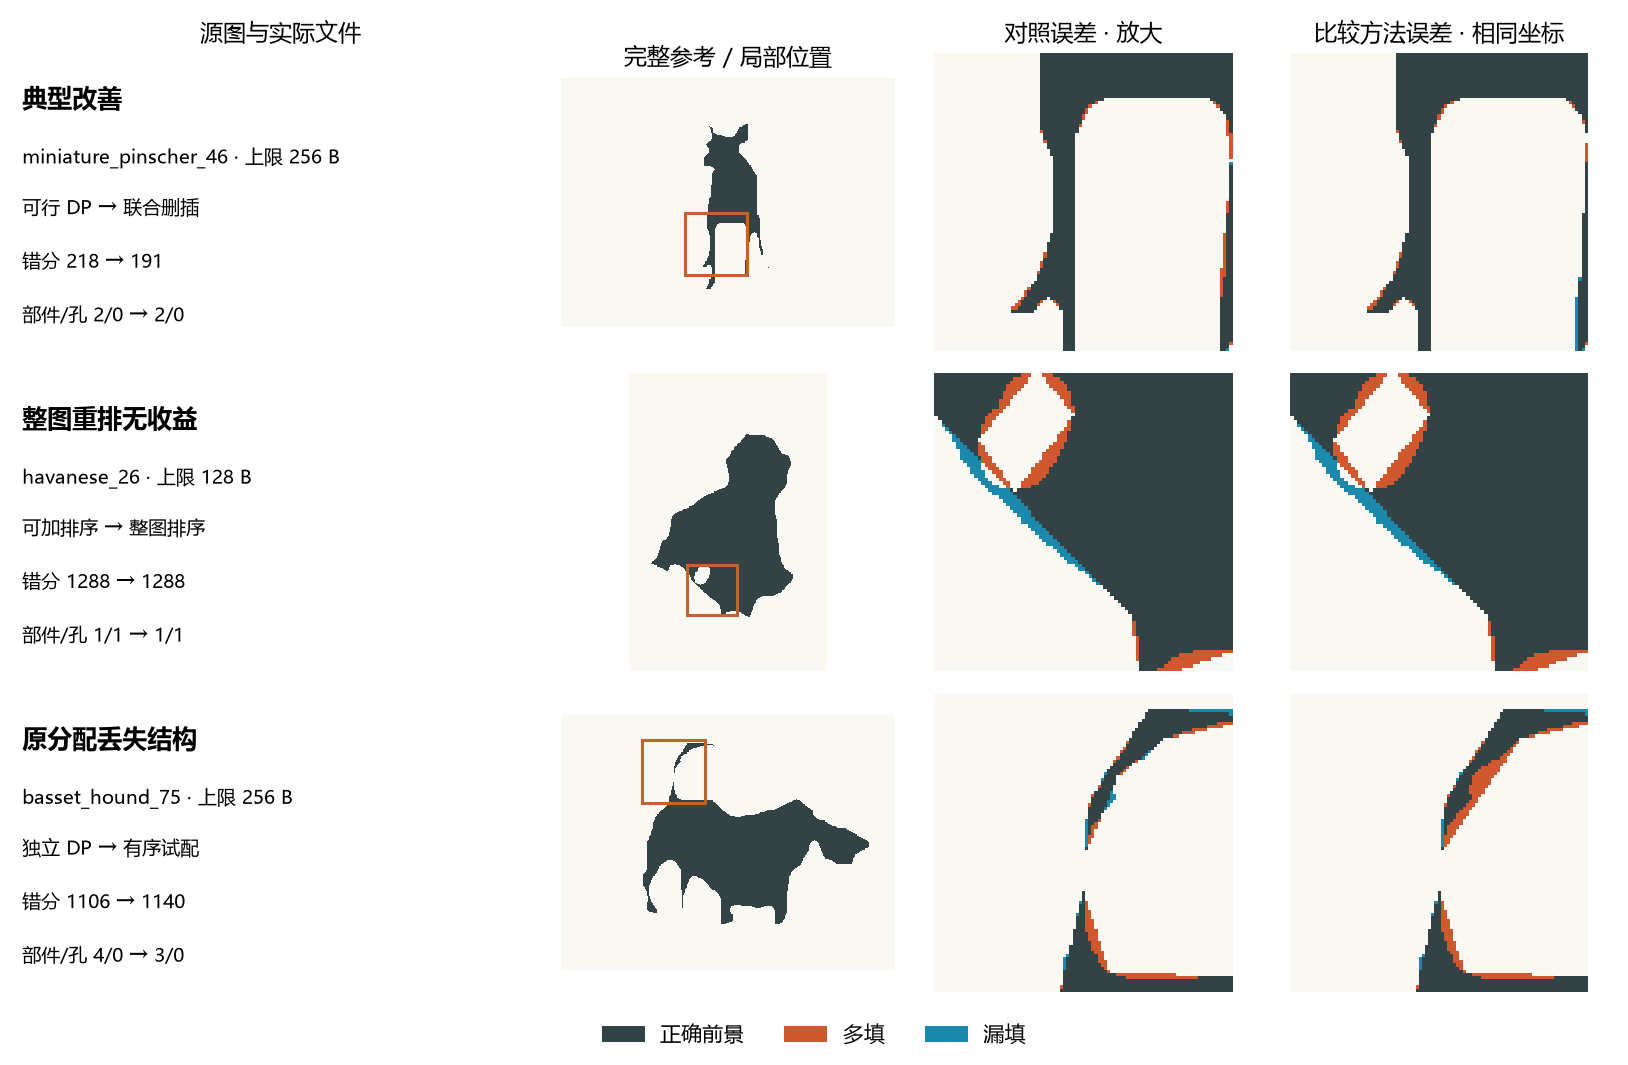 源图与实际文件
完整参考 / 局部位置
对照误差 · 放大
比较方法误差 · 相同坐标
典型改善
miniature_pinscher_46 · 上限 256 B
可行 DP → 联合删插
错分 218 → 191
部件/孔 2/0 → 2/0
整图重排无收益
havanese_26 · 上限 128 B
可加排序 → 整图排序
错分 1288 → 1288
部件/孔 1/1 → 1/1
原分配丢失结构
basset_hound_75 · 上限 256 B
独立 DP → 有序试配
错分 1106 → 1140
部件/孔 4/0 → 3/0
正确前景
多填
漏填